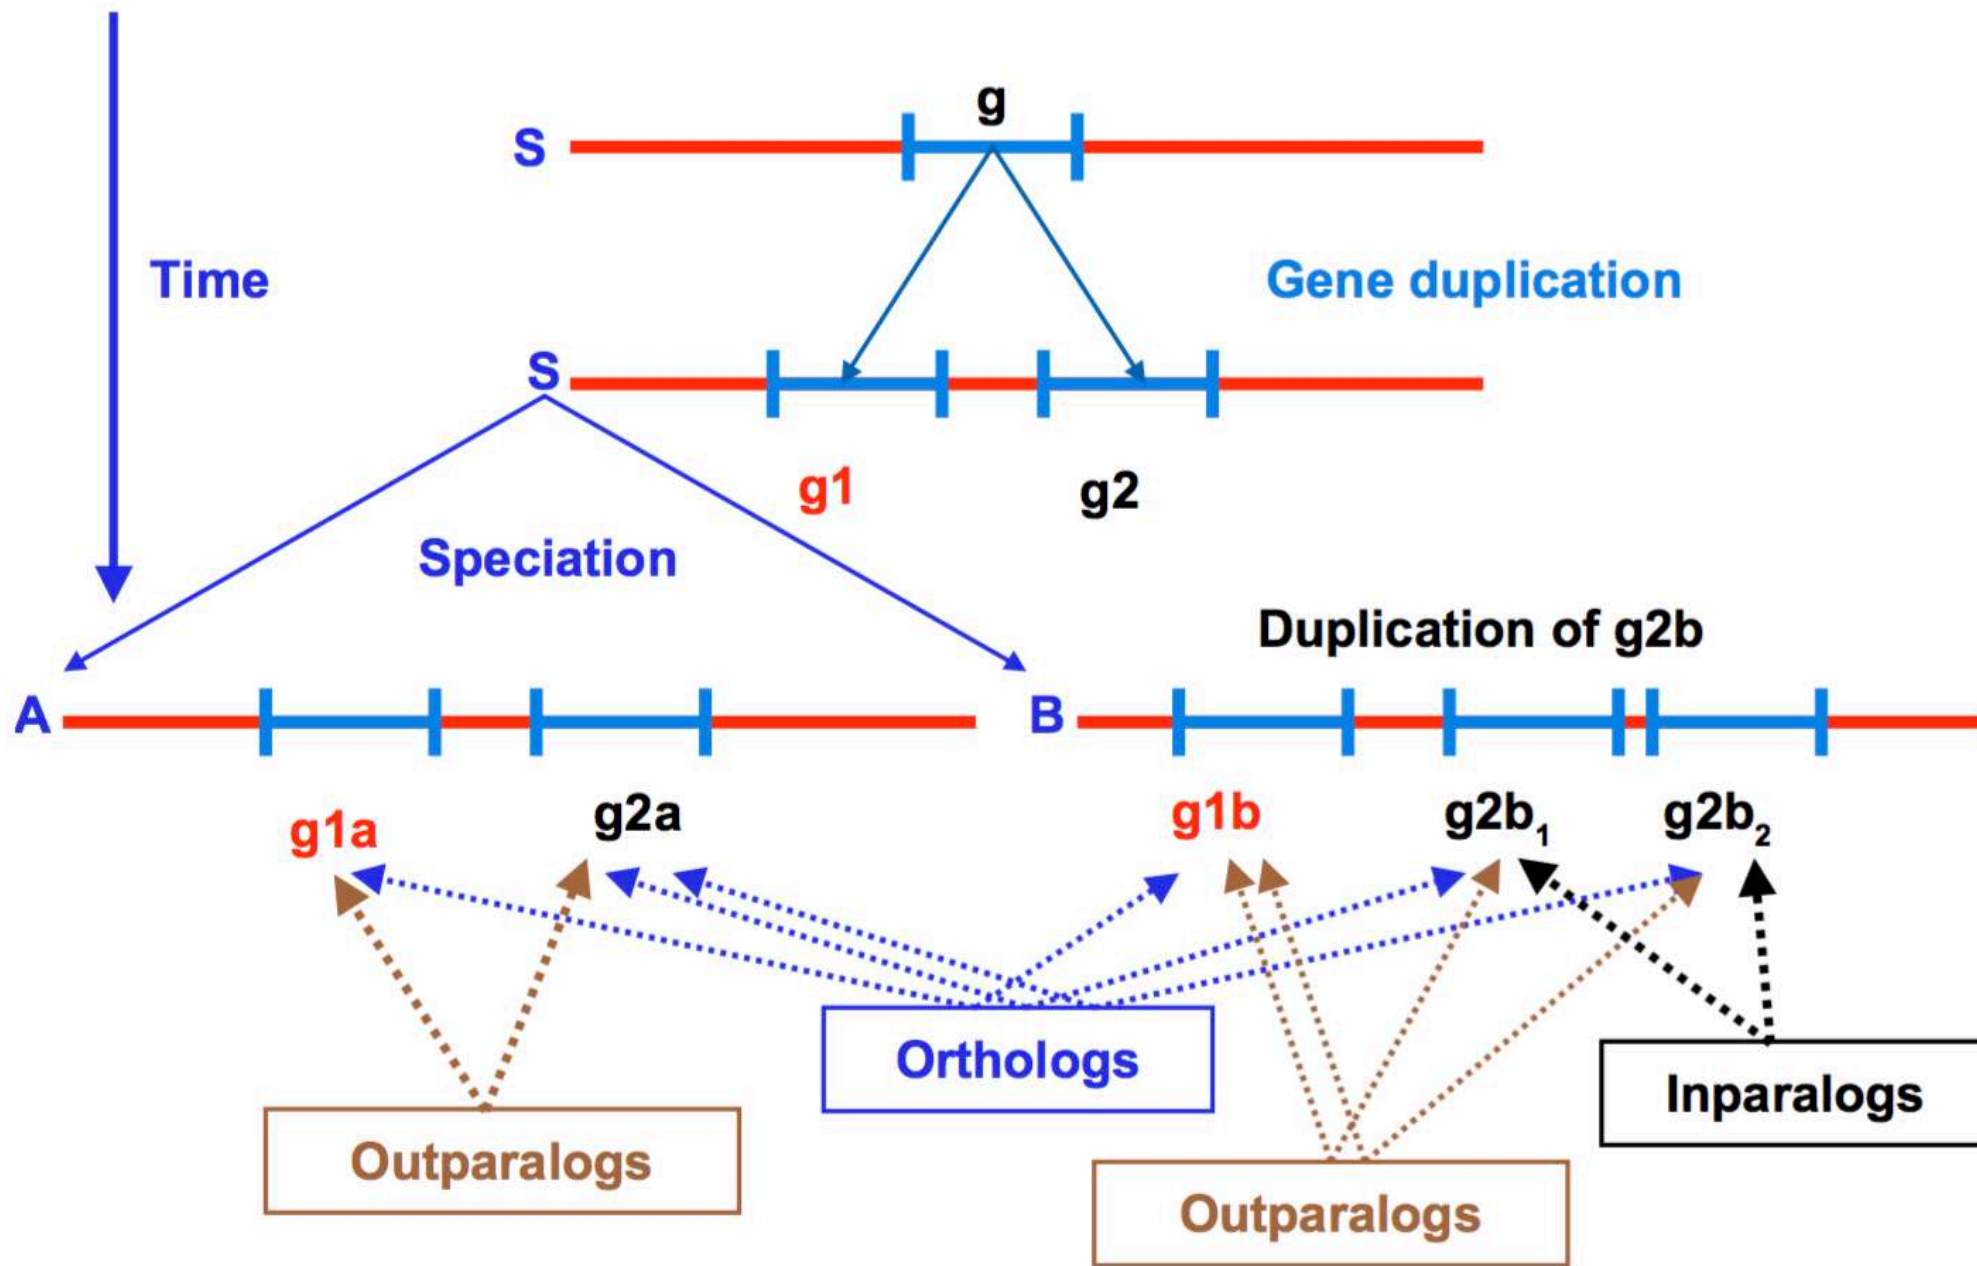 g
S
Time
Gene duplication
S
g1
g2
Speciation
Duplication of g2b
A
B
g1a
g2a
g1b
g2b₁
g2b₂
Orthologs
Inparalogs
Outparalogs
Outparalogs